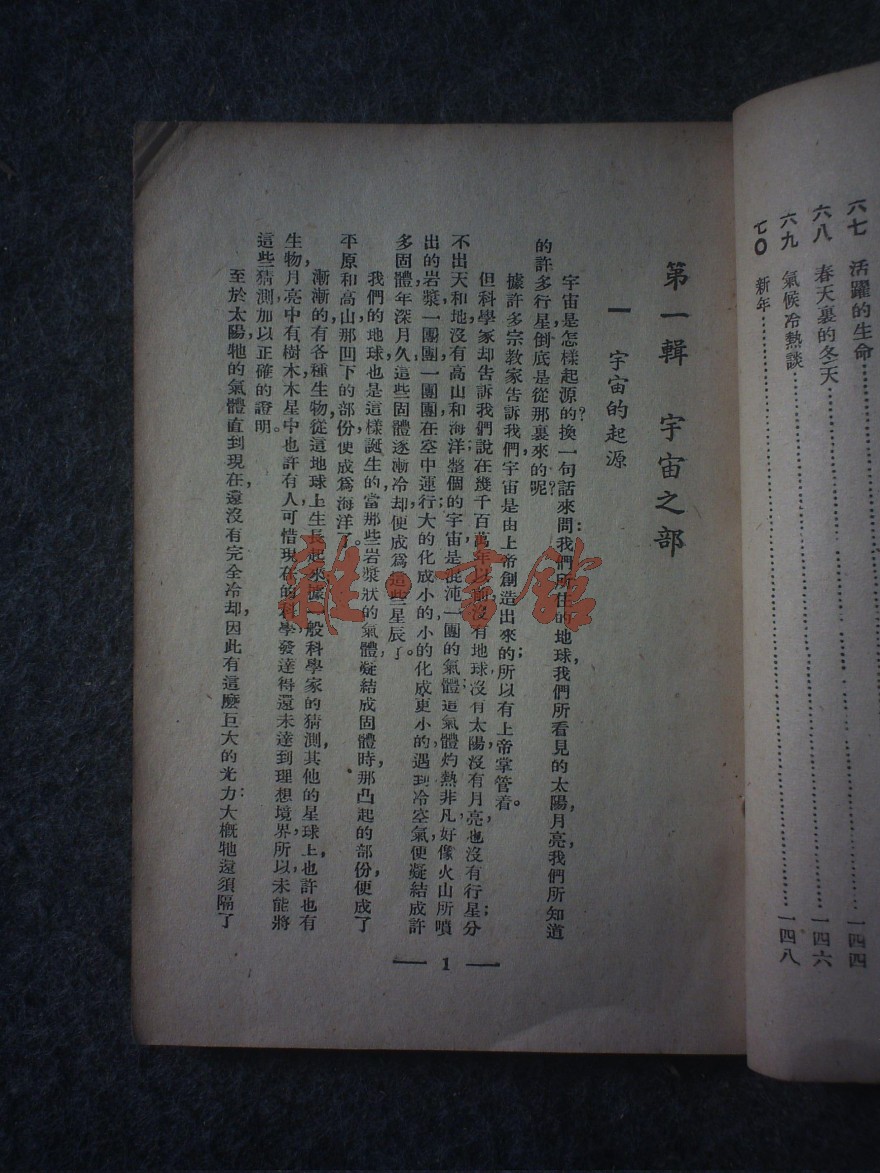 六七　活躍的生命………………一四四
六八　春天裏的冬天………………一四六
六九　氣候冷熱談………………一四八
七〇　新年………………
第一輯　宇宙之部
一　宇宙的起源
宇宙是怎樣起源的？換一句話來問：我們所住的地球，我們所看見的太陽月亮，我們所知道
的許多行星，倒底是從那裏來的呢？
據許多宗教家告訴我們，宇宙是由上帝創造出來的；所以有上帝掌管着。
但科學家却告訴我們說，在幾千百萬年以前，沒有地球，沒有太陽，沒有月亮，也沒有行星；分
不出天和地，沒有高山和海洋；整個的宇宙，是混沌一團的氣體；這氣體灼熱非凡，好像火山所噴
出的岩漿，一團團一團團在空中運行；大的化成小的，小的化成更小的，遇到冷空氣，便凝結成許
多固體，年深月久，這些固體逐漸冷却，便成爲這些星辰了。
我們的地球，也是這樣誕生的。當那些岩漿狀的氣體，凝結成固體時，那凸起的部份，便成了
平原和高山，那凹下的部份，便成爲海洋了。
漸漸的，有各種生物，從這地球上生長起來。據一般科學家的猜測，其他的星球上，也許也有
生物，月亮中有樹木，木星中也許有人，可惜現在的科學發達得還未達到理想境界，所以未能將
這些猜測加以正確的證明。
至於太陽，牠的氣體直到現在，還沒有完全冷却，因此有這麽巨大的光力：大概牠還須隔了
1
雜·書館